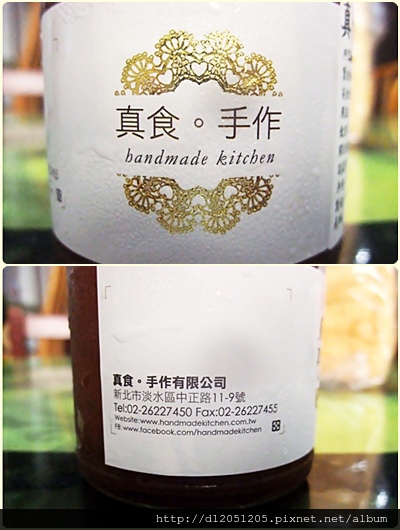 真食。手作
handmade kitchen
真食。手作有限公司
新北市淡水區中正路11-9號
Tel:02-26227450 Fax:02-26227455
Website:www.handmadekitchen.com.tw
FB:www.facebook.com/handmadekitchen
http://d12051205.pixnet.net/album